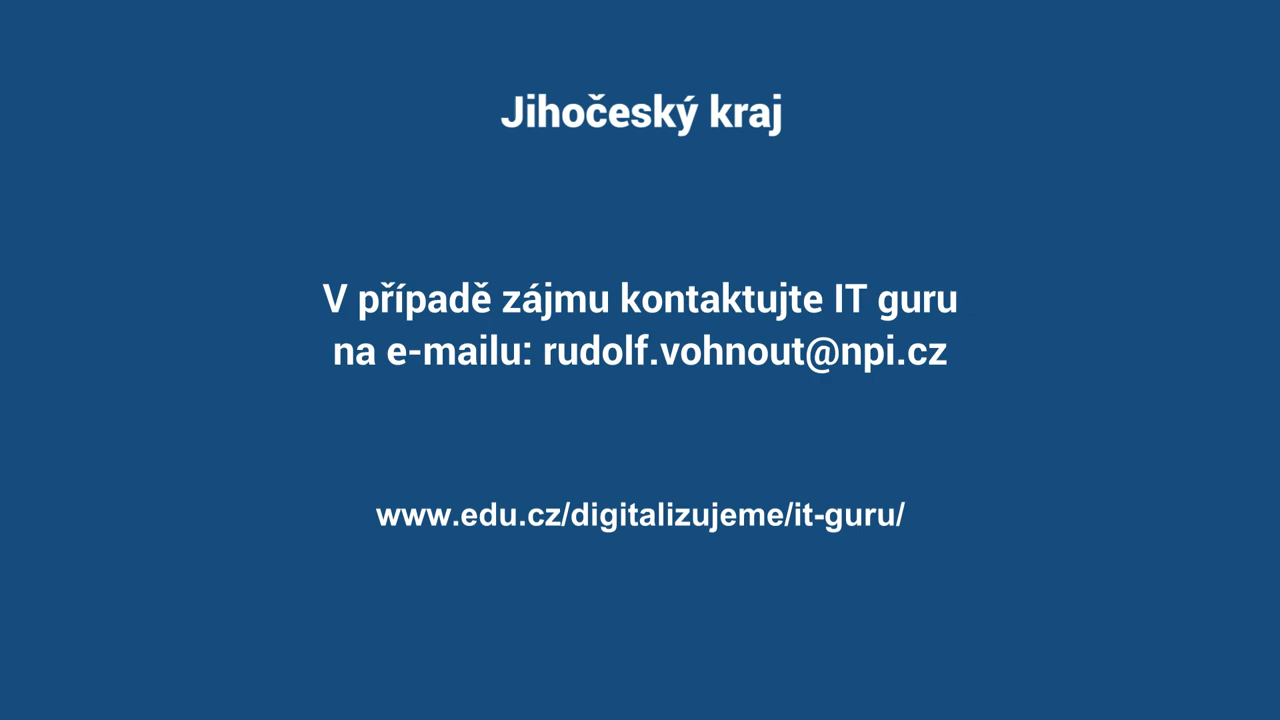 Jihočeský kraj
V případě zájmu kontaktujte IT guru
na e-mailu: rudolf.vohnout@npi.cz
www.edu.cz/digitalizujeme/it-guru/